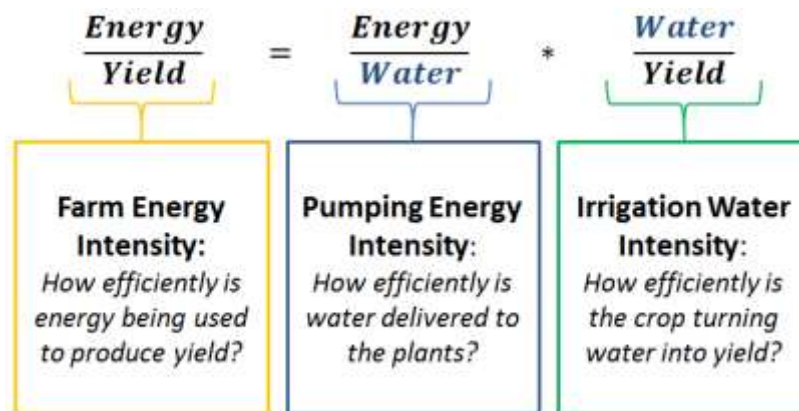 Energy = Energy * Water
Yield Water Yield
Farm Energy
Intensity:
How efficiently is
energy being used
to produce yield?
Pumping Energy
Intensity:
How efficiently is
water delivered to
the plants?
Irrigation Water
Intensity:
How efficiently is
the crop turning
water into yield?